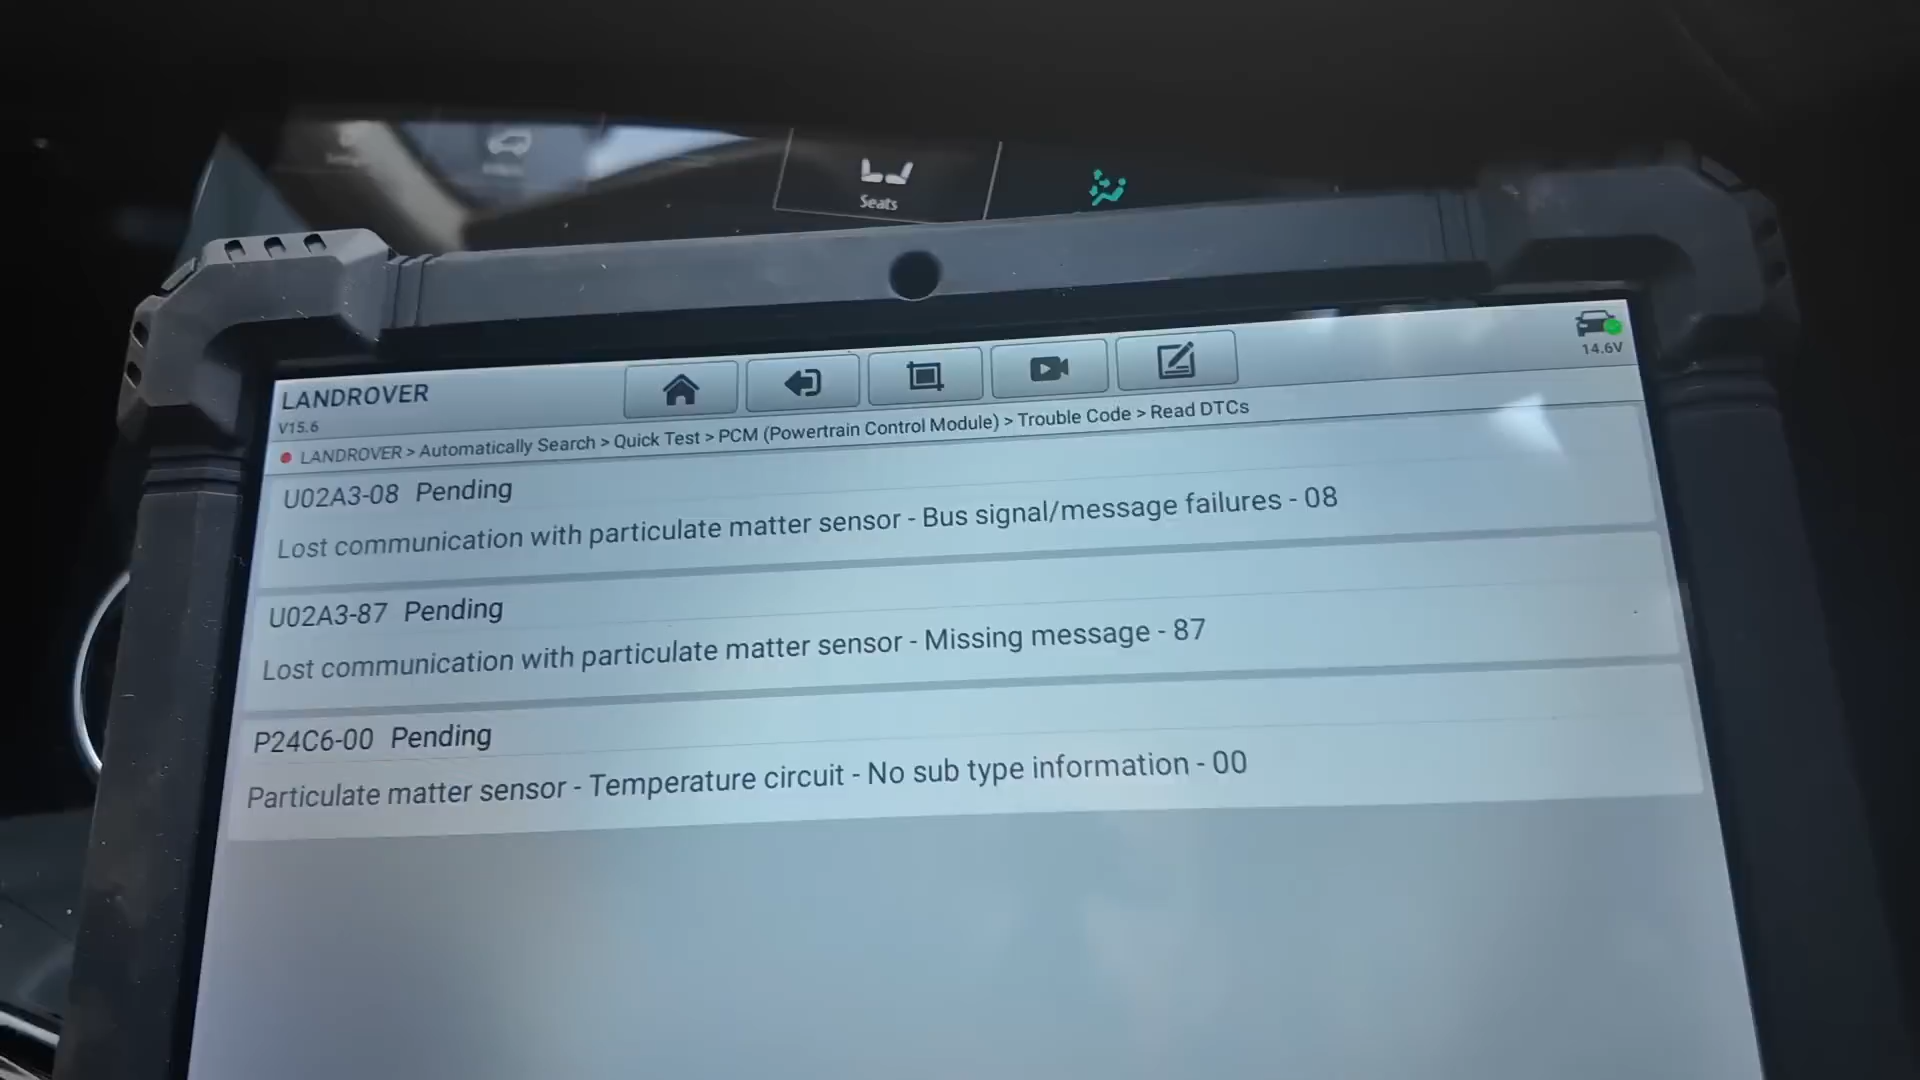 Seats
LANDROVER
V15.6
14.6V
LANDROVER > Automatically Search > Quick Test > PCM (Powertrain Control Module) > Trouble Code > Read DTCs
U02A3-08 Pending
Lost communication with particulate matter sensor - Bus signal/message failures - 08
U02A3-87 Pending
Lost communication with particulate matter sensor - Missing message - 87
P24C6-00 Pending
Particulate matter sensor - Temperature circuit - No sub type information - 00